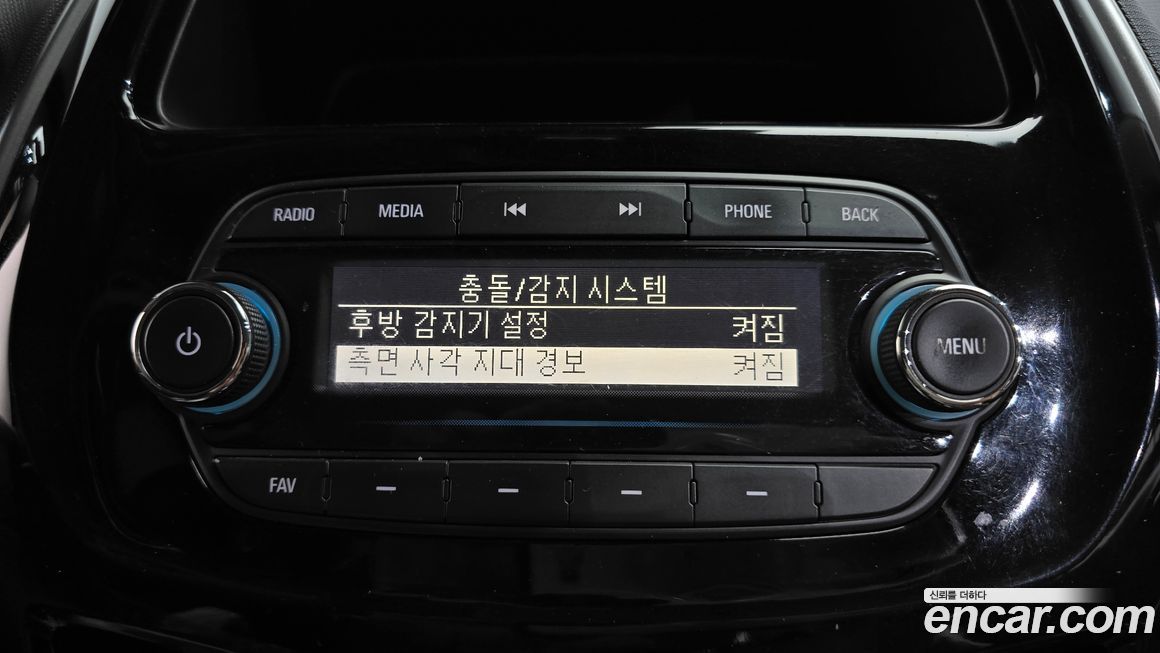 RADIO MEDIA PHONE BACK
충돌/감지 시스템
후방 감지기 설정 켜짐
측면 사각 지대 경보 켜짐
MENU
FAV
신뢰를 더하다
encar.com